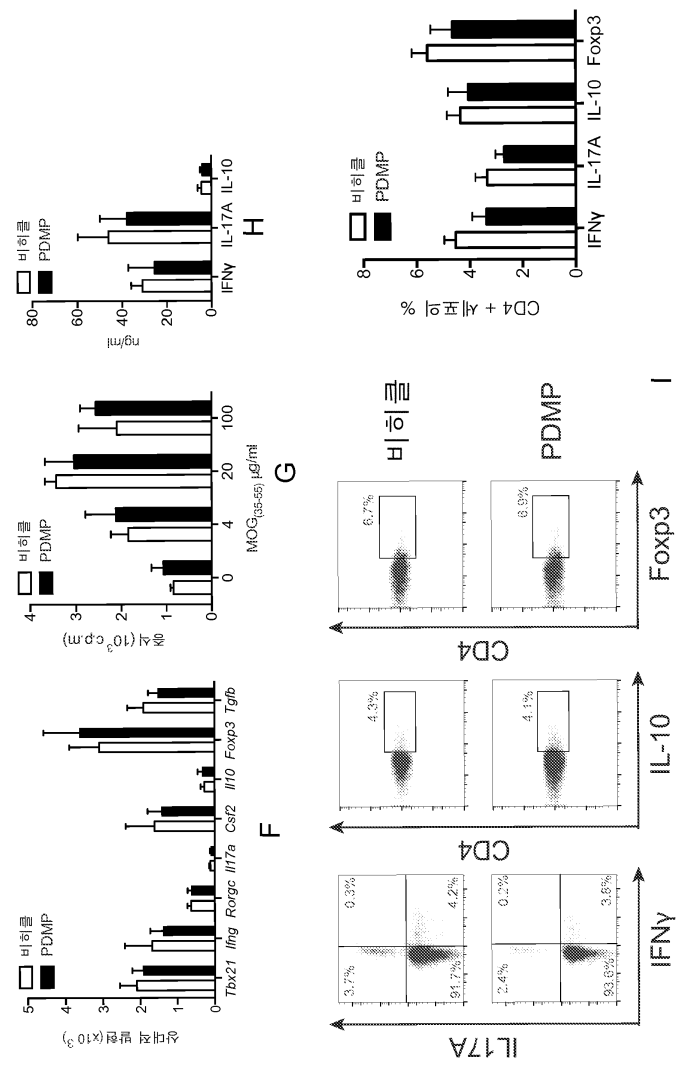 비히클
PDMP
상대적 발현 (x10³)
5
4
3
2
1
0
Tbx21 Ifng Rorgc Il17a Csf2 Il10 Foxp3 Tgfb
F
비히클
PDMP
증식 (10³ c.p.m)
4
3
2
1
0
0 4 20 100
MOG(35-55) μg/ml
G
비히클
PDMP
ng/ml
80
60
40
20
0
IFNγ IL-17A IL-10
H
0.3%
3.7%
4.2%
91.7%
4.3%
6.7%
비히클
0.2%
2.4%
3.8%
93.6%
4.1%
6.9%
PDMP
IL17A
CD4
CD4
IFNγ
IL-10
Foxp3
비히클
PDMP
CD4 + 세포의 %
8
6
4
2
0
IFNγ IL-17A IL-10 Foxp3
I